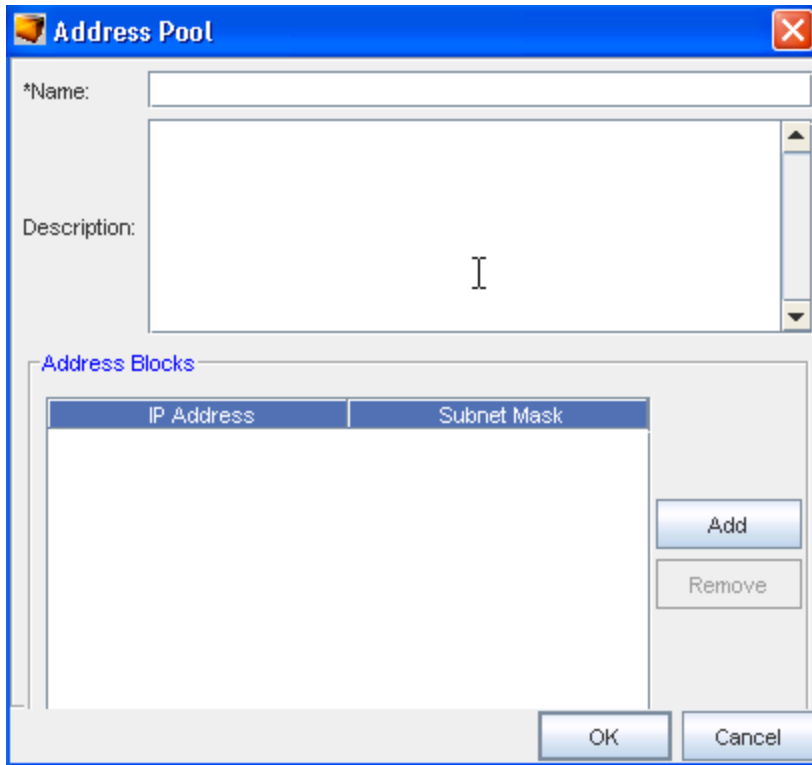 Address Pool
*Name:
Description:
Address Blocks
IP Address Subnet Mask
Add
Remove
OK Cancel